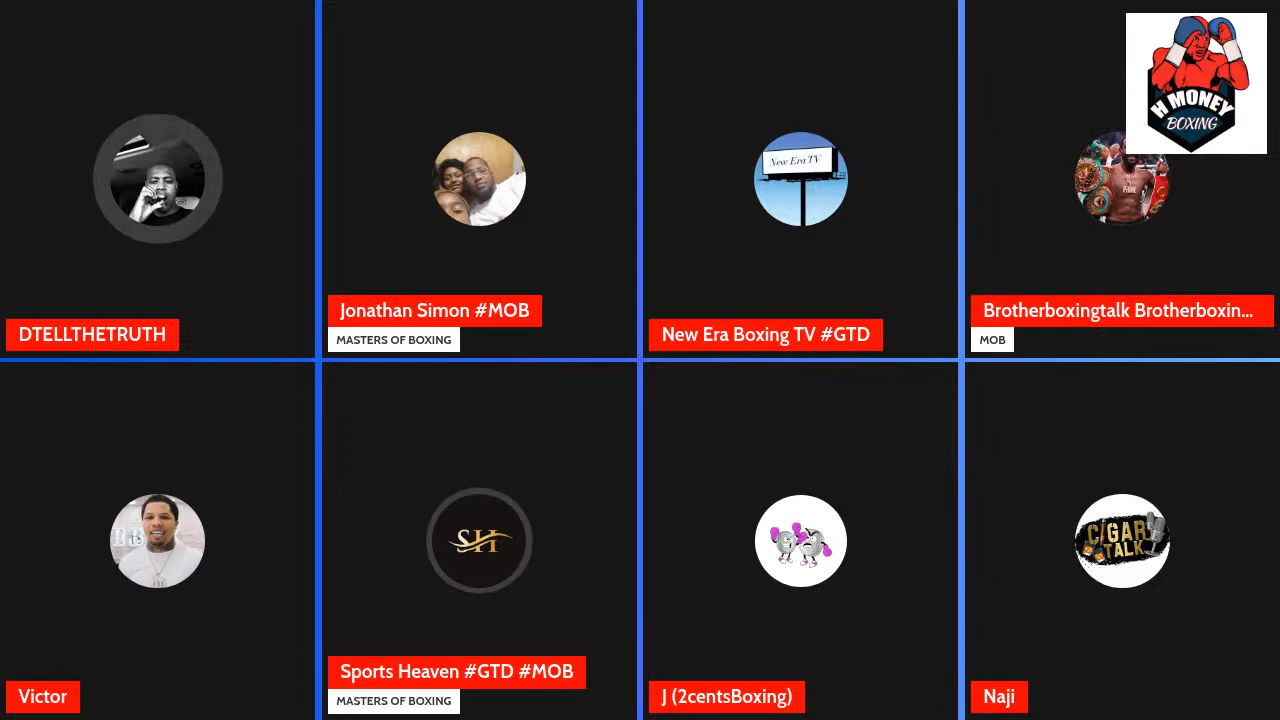 H MONEY
BOXING
New Era TV
DTELLTHETRUTH
Jonathan Simon #MOB
MASTERS OF BOXING
New Era Boxing TV #GTD
Brotherboxingtalk Brotherboxin...
MOB
SH
CIGAR
TALK
Victor
Sports Heaven #GTD #MOB
MASTERS OF BOXING
J (2centsBoxing)
Naji